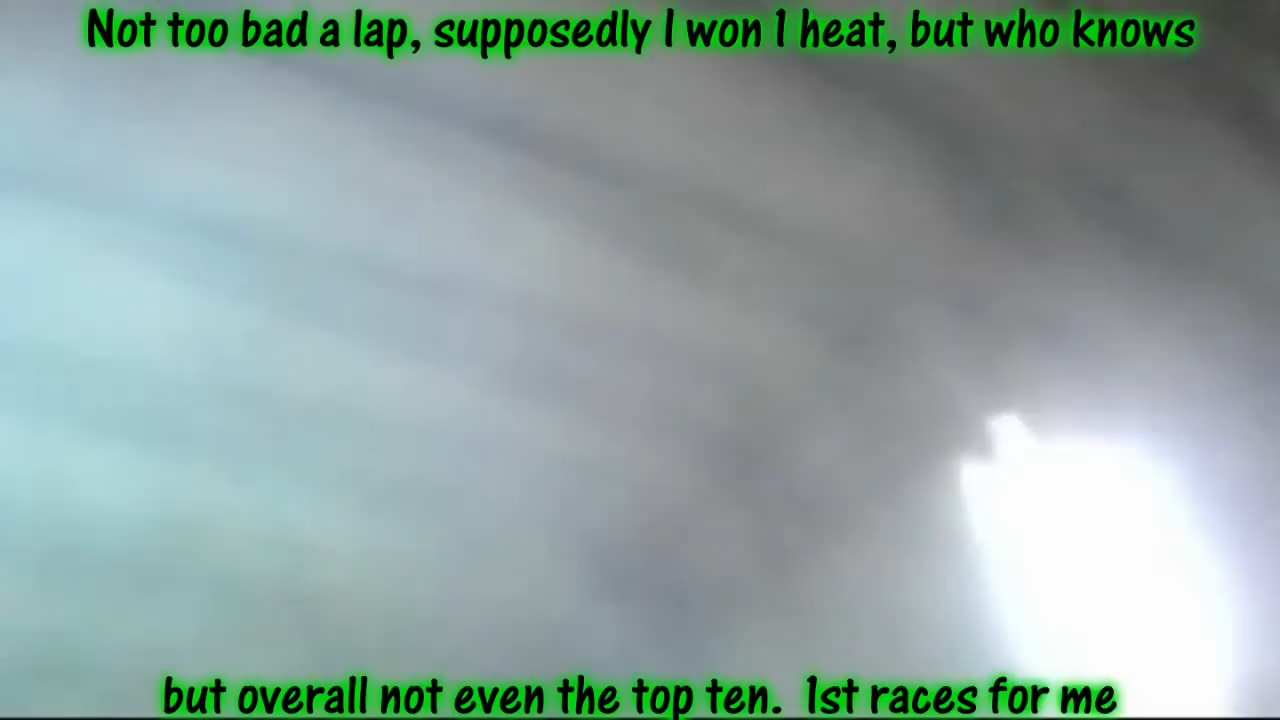 Not too bad a lap, supposedly I won 1 heat, but who knows
but overall not even the top ten.  1st races for me